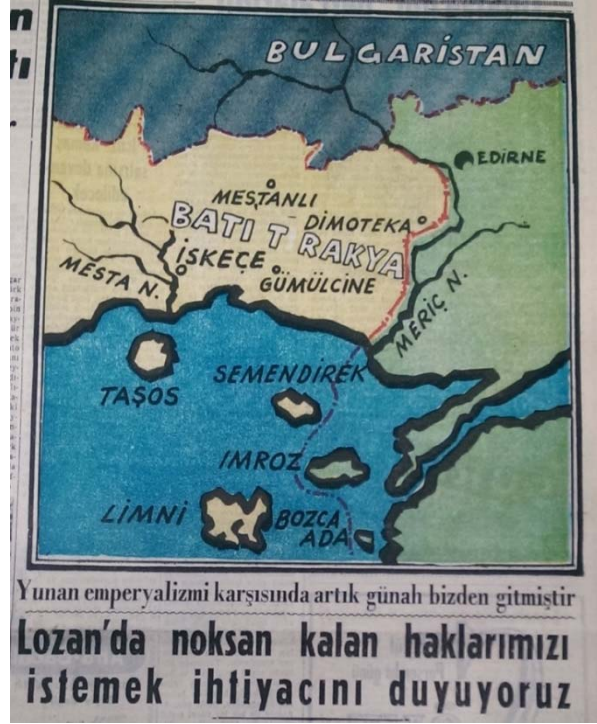 n
ı
BULGARİSTAN
EDİRNE
MESTANLI
BATI TRAKYA
DİMOTEKA
İSKEÇE
GÜMÜLCİNE
MESTA N.
MERİÇ N.
TAŞOS
SEMENDİREK
IMROZ
LİMNİ
BOZCA
ADA
Yunan emperyalizmi karşısında artık günah bizden gitmiştir
Lozan'da noksan kalan haklarımızı
istemek ihtiyacını duyuyoruz